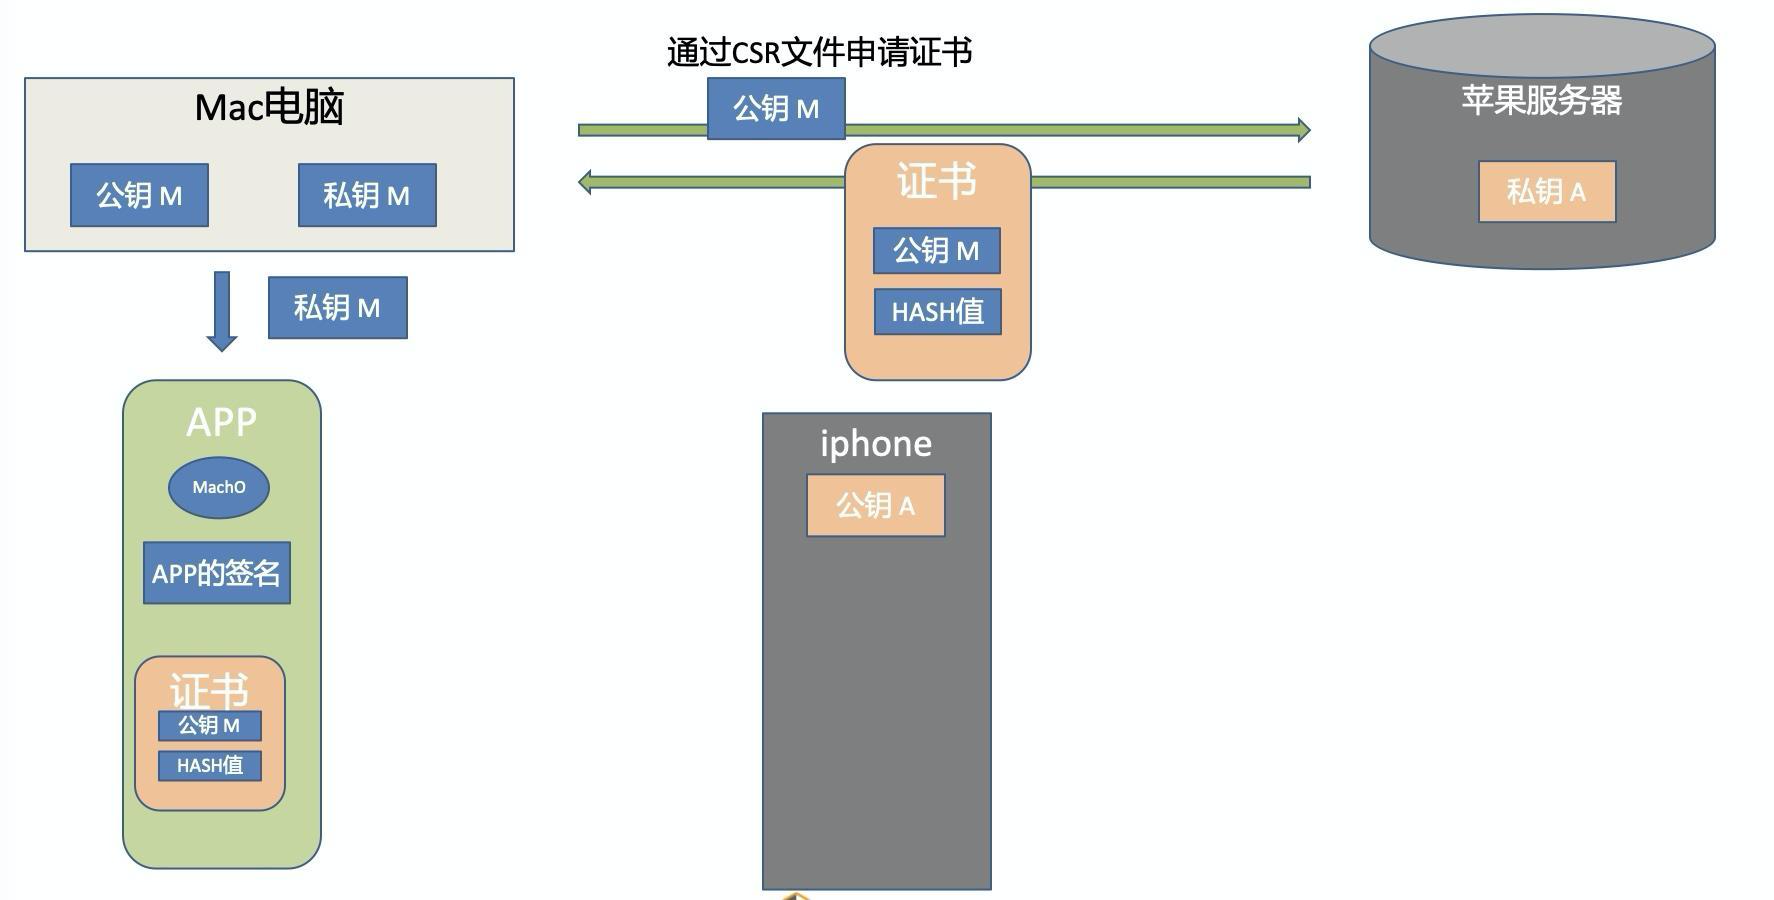 通过CSR文件申请证书
Mac电脑
公钥 M
私钥 M
公钥 M
苹果服务器
私钥 A
证书
公钥 M
HASH值
私钥 M
APP
MachO
APP的签名
证书
公钥 M
HASH值
iphone
公钥 A